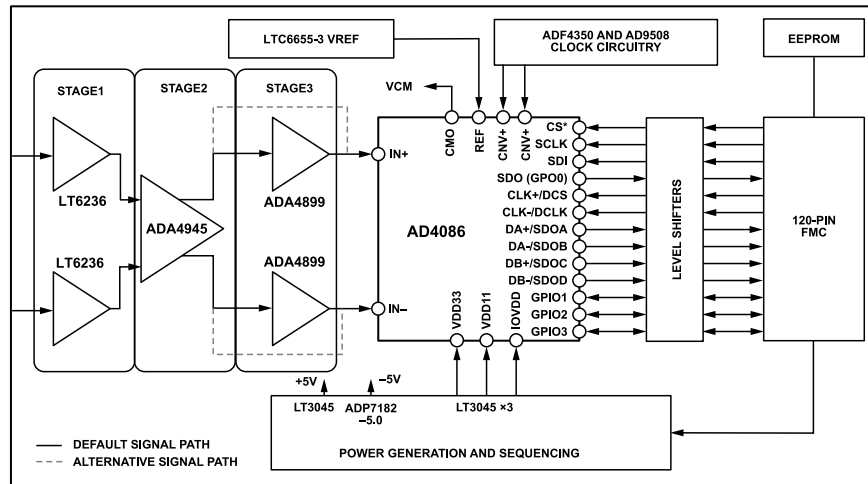 LTC6655-3 VREF
ADF4350 AND AD9508
CLOCK CIRCUITRY
EEPROM
STAGE1
STAGE2
STAGE3
VCM
CMO
REF
CNV+
CNV+
LT6236
LT6236
ADA4945
ADA4899
ADA4899
IN+
IN–
AD4086
CS*
SCLK
SDI
SDO (GPO0)
CLK+/DCS
CLK-/DCLK
DA+/SDOA
DA-/SDOB
DB+/SDOC
DB-/SDOD
GPIO1
GPIO2
GPIO3
VDD33
VDD11
IOVDD
LEVEL SHIFTERS
120-PIN
FMC
+5V
–5V
LT3045
ADP7182
–5.0
LT3045 ×3
POWER GENERATION AND SEQUENCING
DEFAULT SIGNAL PATH
ALTERNATIVE SIGNAL PATH